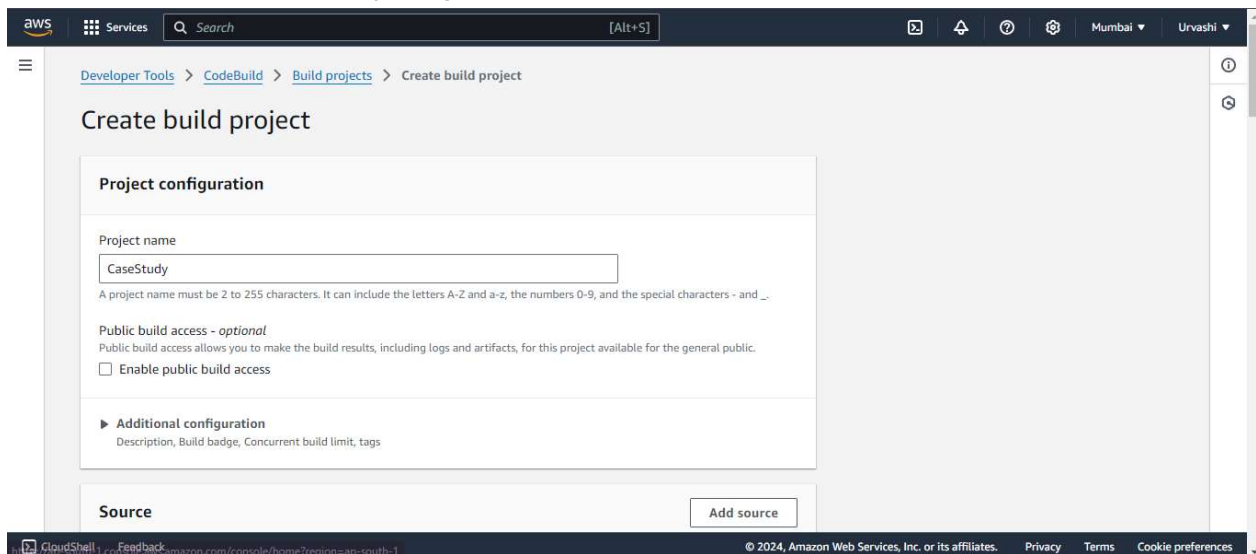 aws Services Search [Alt+S] Mumbai ▼ Urvashi ▼
Developer Tools > CodeBuild > Build projects > Create build project
Create build project
Project configuration
Project name
CaseStudy
A project name must be 2 to 255 characters. It can include the letters A-Z and a-z, the numbers 0-9, and the special characters - and _.
Public build access - optional
Public build access allows you to make the build results, including logs and artifacts, for this project available for the general public.
Enable public build access
Additional configuration
Description, Build badge, Concurrent build limit, tags
Source Add source
CloudShell Feedback © 2024, Amazon Web Services, Inc. or its affiliates. Privacy Terms Cookie preferences